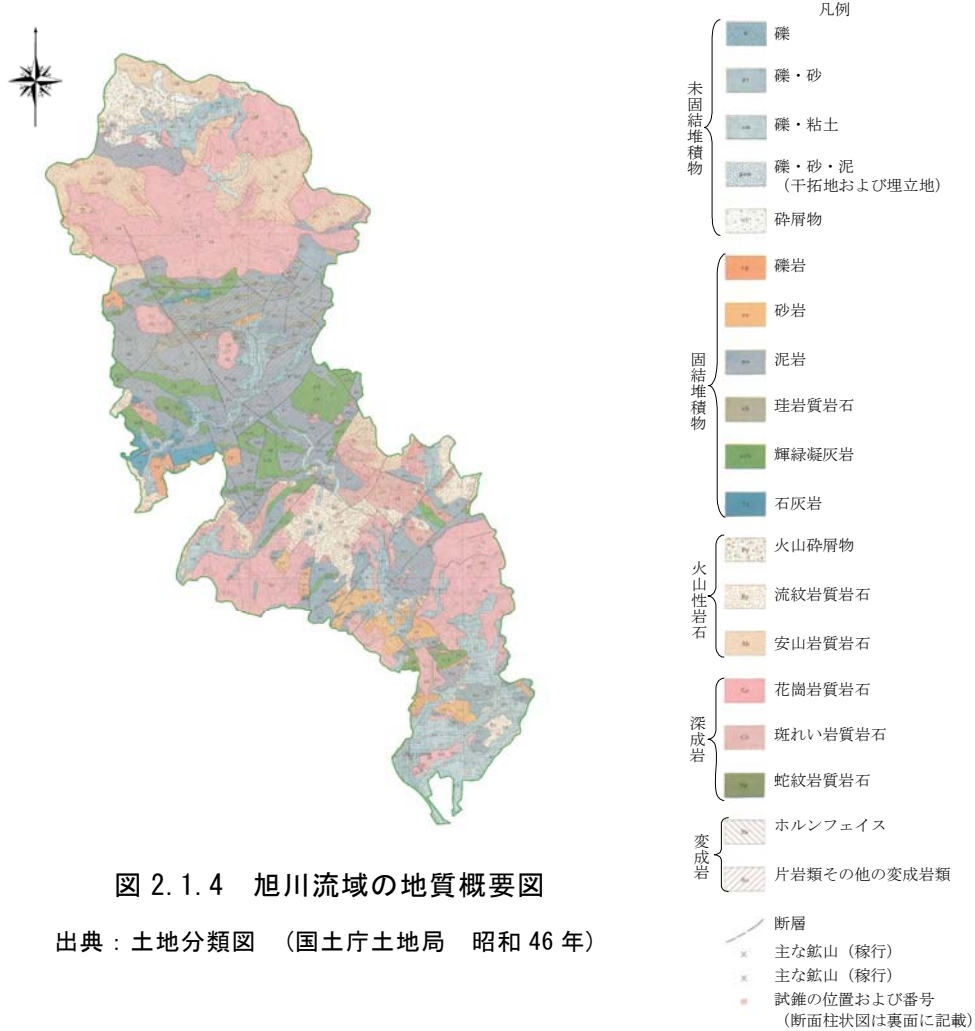 凡例
未固結堆積物
礫
礫・砂
礫・粘土
礫・砂・泥
(干拓地および埋立地)
砕屑物
固結堆積物
礫岩
砂岩
泥岩
珪岩質岩石
輝緑凝灰岩
石灰岩
火山性岩石
火山砕屑物
流紋岩質岩石
安山岩質岩石
深成岩
花崗岩質岩石
斑れい岩質岩石
蛇紋岩質岩石
変成岩
ホルンフェイス
片岩類その他の変成岩類
断層
主な鉱山(稼行)
主な鉱山(稼行)
試錐の位置および番号
(断面柱状図は裏面に記載)
図 2.1.4 旭川流域の地質概要図
出典:土地分類図 (国土庁土地局 昭和 46 年)